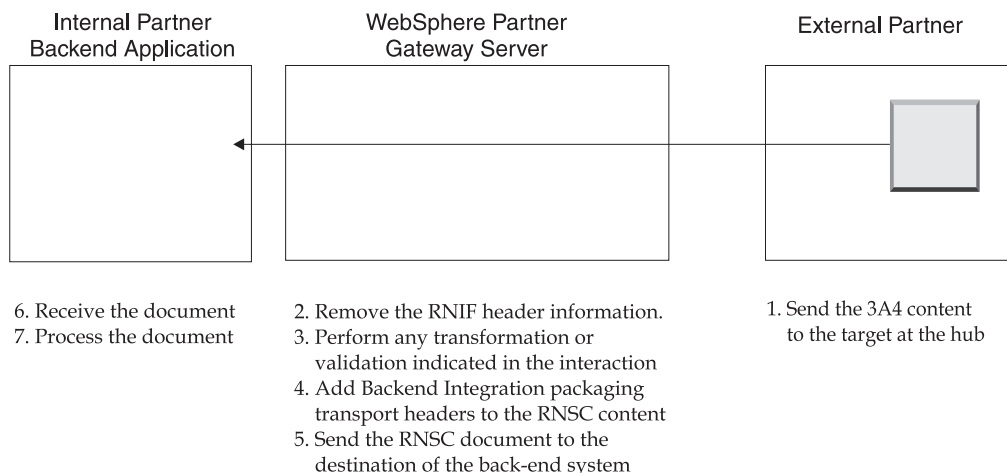 Internal Partner
Backend Application
WebSphere Partner
Gateway Server
External Partner
6. Receive the document
7. Process the document
2. Remove the RNIF header information.
3. Perform any transformation or
validation indicated in the interaction
4. Add Backend Integration packaging
transport headers to the RNSC content
5. Send the RNSC document to the
destination of the back-end system
1. Send the 3A4 content
to the target at the hub